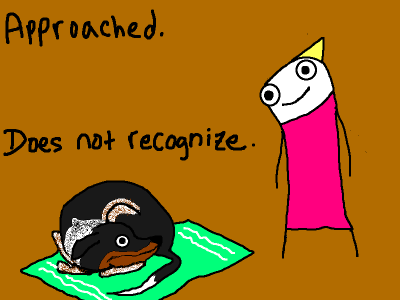 Approached.
Does not recognize.